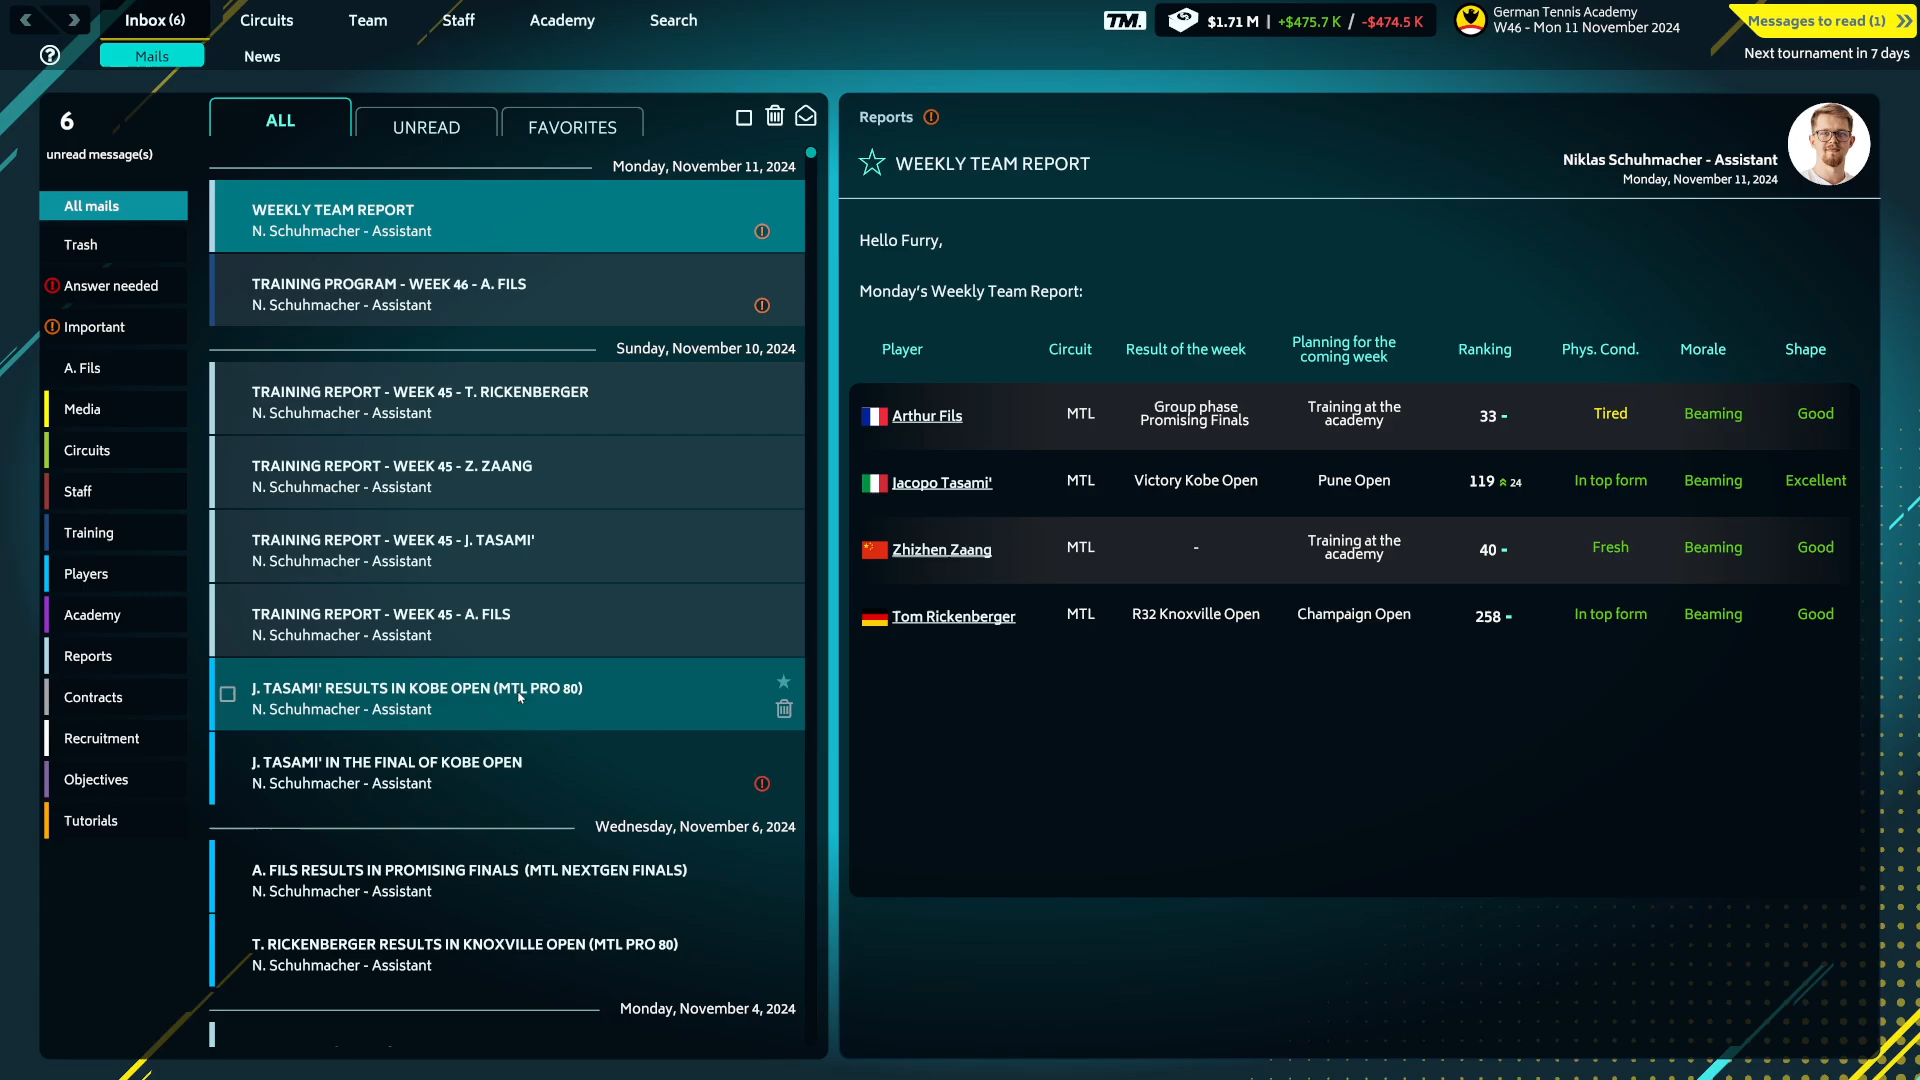 Inbox (6)
Circuits
Team
Staff
Academy
Search
TM.
$1.71 M | +$475.7 K / -$474.5 K
German Tennis Academy
W46 - Mon 11 November 2024
Messages to read (1)
Next tournament in 7 days
Mails
News
6
unread message(s)
All mails
Trash
Answer needed
Important
A. Fils
Media
Circuits
Staff
Training
Players
Academy
Reports
Contracts
Recruitment
Objectives
Tutorials
ALL
UNREAD
FAVORITES
Monday, November 11, 2024
WEEKLY TEAM REPORT
N. Schuhmacher - Assistant
TRAINING PROGRAM - WEEK 46 - A. FILS
N. Schuhmacher - Assistant
Sunday, November 10, 2024
TRAINING REPORT - WEEK 45 - T. RICKENBERGER
N. Schuhmacher - Assistant
TRAINING REPORT - WEEK 45 - Z. ZAANG
N. Schuhmacher - Assistant
TRAINING REPORT - WEEK 45 - J. TASAMI'
N. Schuhmacher - Assistant
TRAINING REPORT - WEEK 45 - A. FILS
N. Schuhmacher - Assistant
J. TASAMI' RESULTS IN KOBE OPEN (MTL PRO 80)
N. Schuhmacher - Assistant
J. TASAMI' IN THE FINAL OF KOBE OPEN
N. Schuhmacher - Assistant
Wednesday, November 6, 2024
A. FILS RESULTS IN PROMISING FINALS (MTL NEXTGEN FINALS)
N. Schuhmacher - Assistant
T. RICKENBERGER RESULTS IN KNOXVILLE OPEN (MTL PRO 80)
N. Schuhmacher - Assistant
Monday, November 4, 2024
Reports
WEEKLY TEAM REPORT
Niklas Schuhmacher - Assistant
Monday, November 11, 2024
Hello Furry,
Monday's Weekly Team Report:
Player Circuit Result of the week Planning for the coming week Ranking Phys. Cond. Morale Shape
Arthur Fils MTL Group phase Promising Finals Training at the academy 33 - Tired Beaming Good
Jacopo Tasami' MTL Victory Kobe Open Pune Open 119 24 In top form Beaming Excellent
Zhizhen Zaang MTL - Training at the academy 40 - Fresh Beaming Good
Tom Rickenberger MTL R32 Knoxville Open Champaign Open 258 - In top form Beaming Good